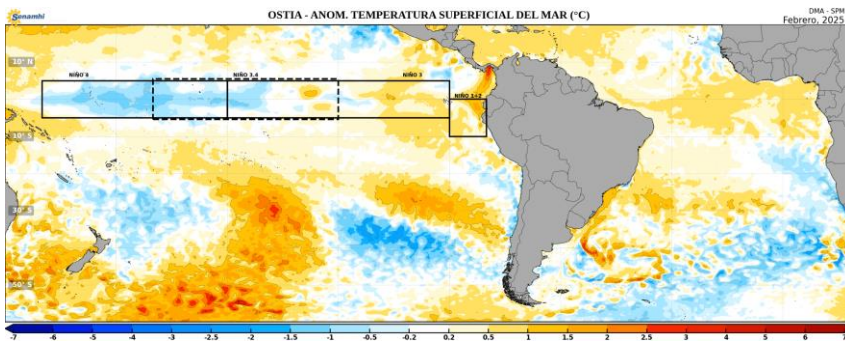 Senamhi
OSTIA - ANOM. TEMPERATURA SUPERFICIAL DEL MAR (°C)
DMA - SPM
Febrero, 2025
10° N
NIÑO 4
NIÑO 3.4
NIÑO 3
NIÑO 1+2
10° S
30° S
50° S
-7 -6 -5 -4 -3 -2.5 -2 -1.5 -1 -0.5 -0.2 0.2 0.5 1 1.5 2 2.5 3 4 5 6 7